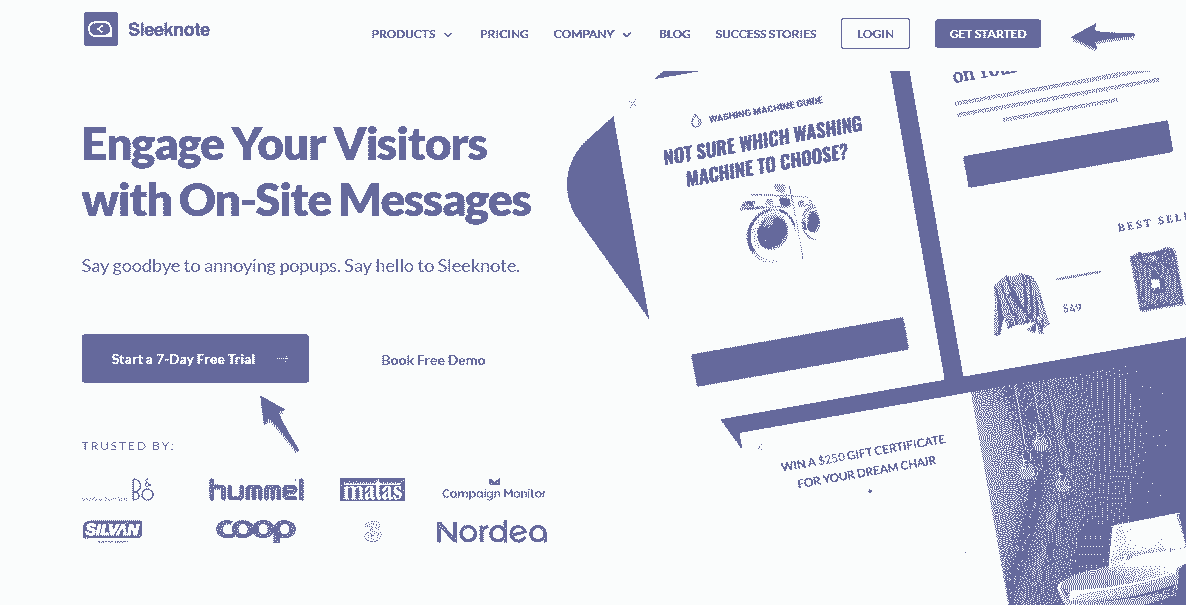 Sleeknote
PRODUCTS
PRICING
COMPANY
BLOG
SUCCESS STORIES
LOGIN
GET STARTED
Engage Your Visitors
with On-Site Messages
Say goodbye to annoying popups. Say hello to Sleeknote.
Start a 7-Day Free Trial →
Book Free Demo
TRUSTED BY:
B&O
hummel
matas
Campaign Monitor
SILVAN
coop
3
Nordea
WASHING MACHINE GUIDE
NOT SURE WHICH WASHING
MACHINE TO CHOOSE?
on
BEST SELL
$49
WIN A $250 GIFT CERTIFICATE
FOR YOUR DREAM CHAIR